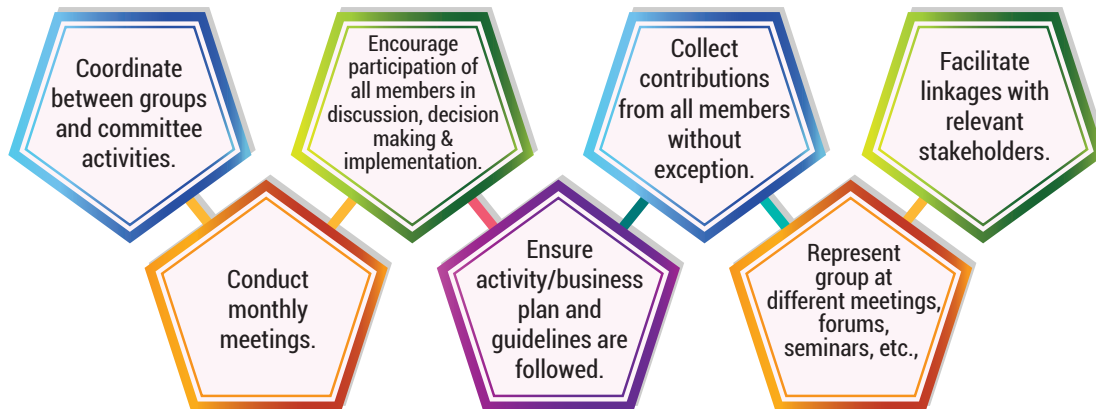 Coordinate
between groups
and committee
activities.
Conduct
monthly
meetings.
Encourage
participation of
all members in
discussion, decision
making &
implementation.
Ensure
activity/business
plan and
guidelines are
followed.
Collect
contributions
from all members
without
exception.
Represent
group at
different meetings,
forums,
seminars, etc.,
Facilitate
linkages with
relevant
stakeholders.